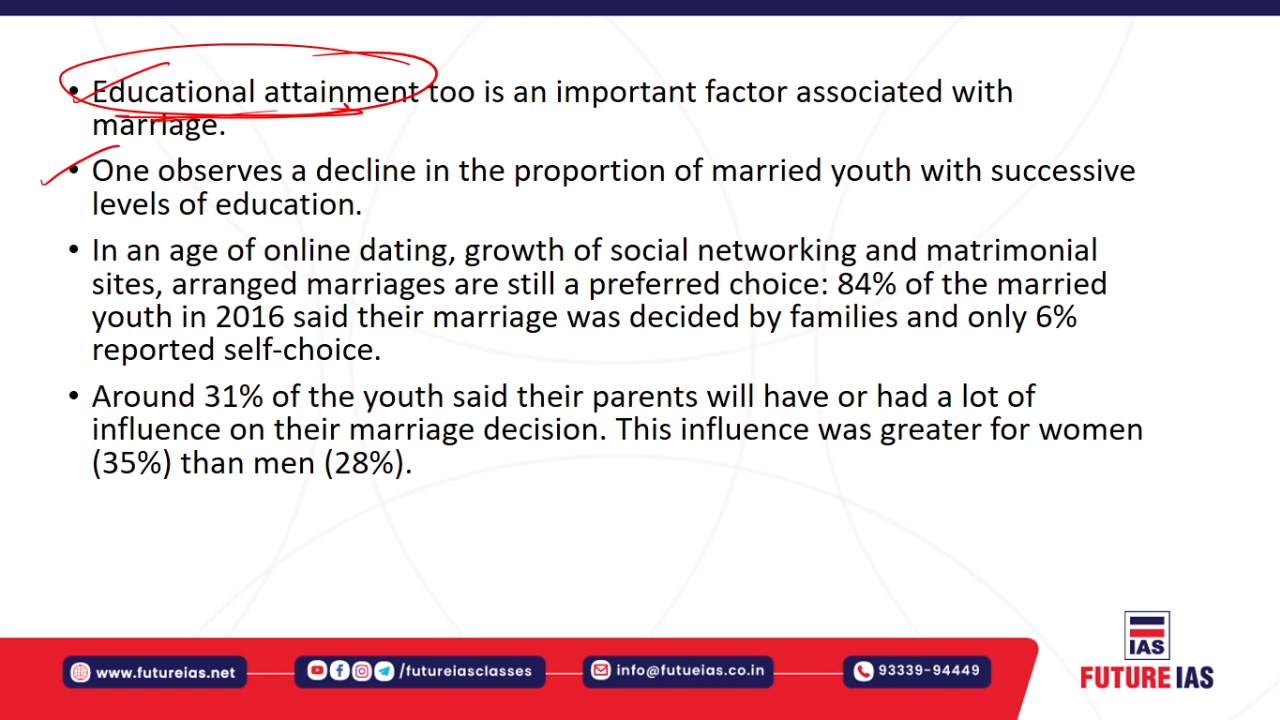 • Educational attainment too is an important factor associated with
marriage.
• One observes a decline in the proportion of married youth with successive
levels of education.
• In an age of online dating, growth of social networking and matrimonial
sites, arranged marriages are still a preferred choice: 84% of the married
youth in 2016 said their marriage was decided by families and only 6%
reported self-choice.
• Around 31% of the youth said their parents will have or had a lot of
influence on their marriage decision. This influence was greater for women
(35%) than men (28%).
IAS
FUTURE IAS
www.futureias.net
/futureiasclasses
info@futueias.co.in
93339-94449